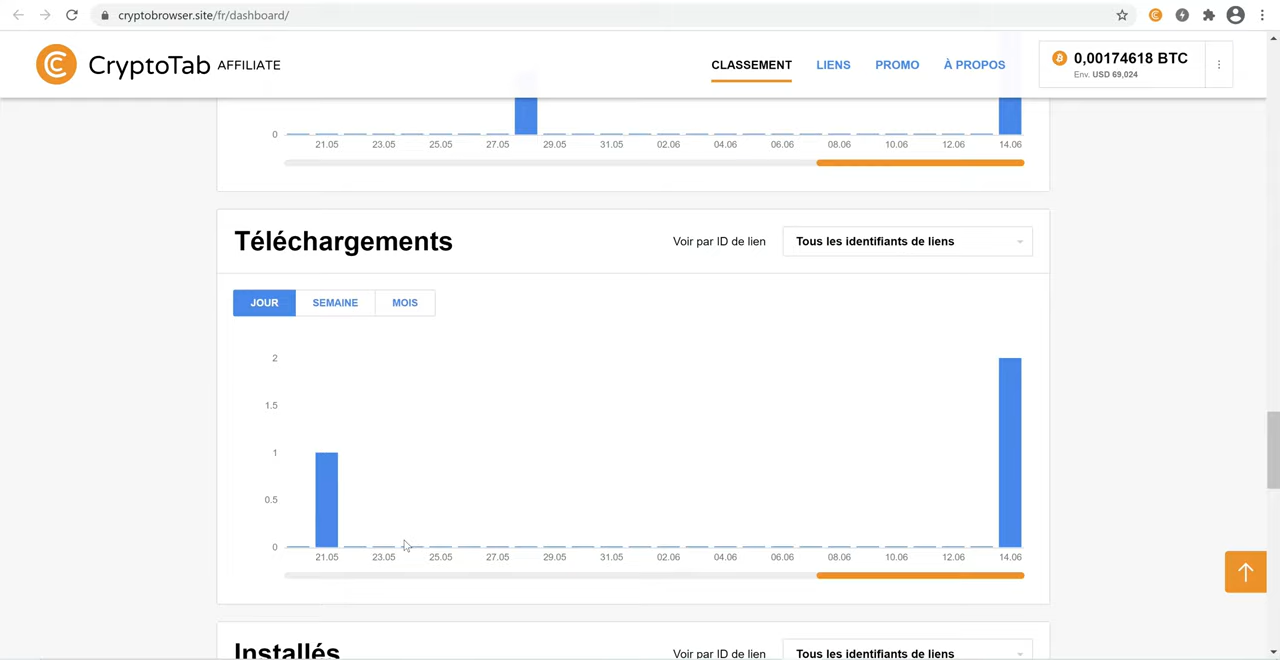 cryptobrowser.site/fr/dashboard/
CryptoTab AFFILIATE
CLASSEMENT LIENS PROMO À PROPOS
0,00174618 BTC
Env. USD 69,024
0
21.05 23.05 25.05 27.05 29.05 31.05 02.06 04.06 06.06 08.06 10.06 12.06 14.06
Téléchargements Voir par ID de lien Tous les identifiants de liens
JOUR SEMAINE MOIS
2
1.5
1
0.5
0
21.05 23.05 25.05 27.05 29.05 31.05 02.06 04.06 06.06 08.06 10.06 12.06 14.06
Installés Voir par ID de lien Tous les identifiants de liens